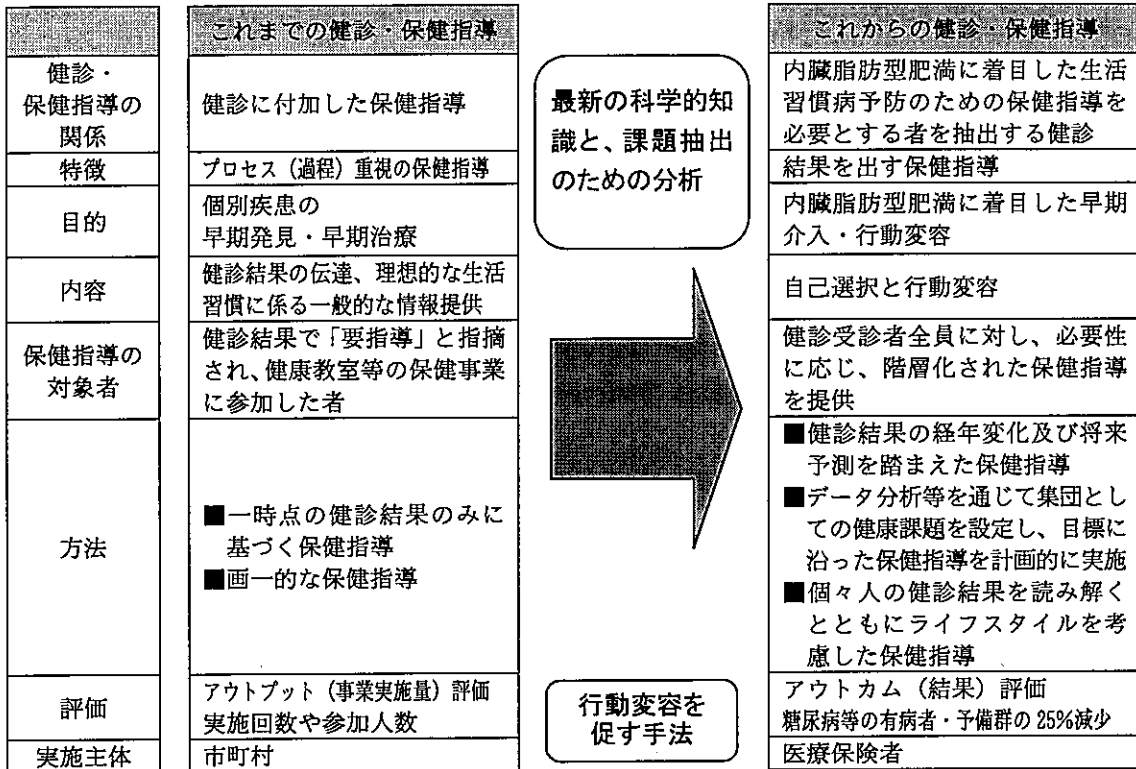 これまでの健診・保健指導
これからの健診・保健指導
健診・
保健指導の
関係
健診に付加した保健指導
最新の科学的知
識と、課題抽出
のための分析
内臓脂肪型肥満に着目した生活
習慣病予防のための保健指導を
必要とする者を抽出する健診
特徴
プロセス（過程）重視の保健指導
結果を出す保健指導
目的
個別疾患の
早期発見・早期治療
内臓脂肪型肥満に着目した早期
介入・行動変容
内容
健診結果の伝達、理想的な生活
習慣に係る一般的な情報提供
自己選択と行動変容
保健指導の
対象者
健診結果で「要指導」と指摘
され、健康教室等の保健事業
に参加した者
健診受診者全員に対し、必要性
に応じ、階層化された保健指導
を提供
方法
■一時点の健診結果のみに
基づく保健指導
■画一的な保健指導
■健診結果の経年変化及び将来
予測を踏まえた保健指導
■データ分析等を通じて集団とし
ての健康課題を設定し、目標に
沿った保健指導を計画的に実施
■個々人の健診結果を読み解く
とともにライフスタイルを考
慮した保健指導
評価
アウトプット（事業実施量）評価
実施回数や参加人数
行動変容を
促す手法
アウトカム（結果）評価
糖尿病等の有病者・予備群の25%減少
実施主体
市町村
医療保険者